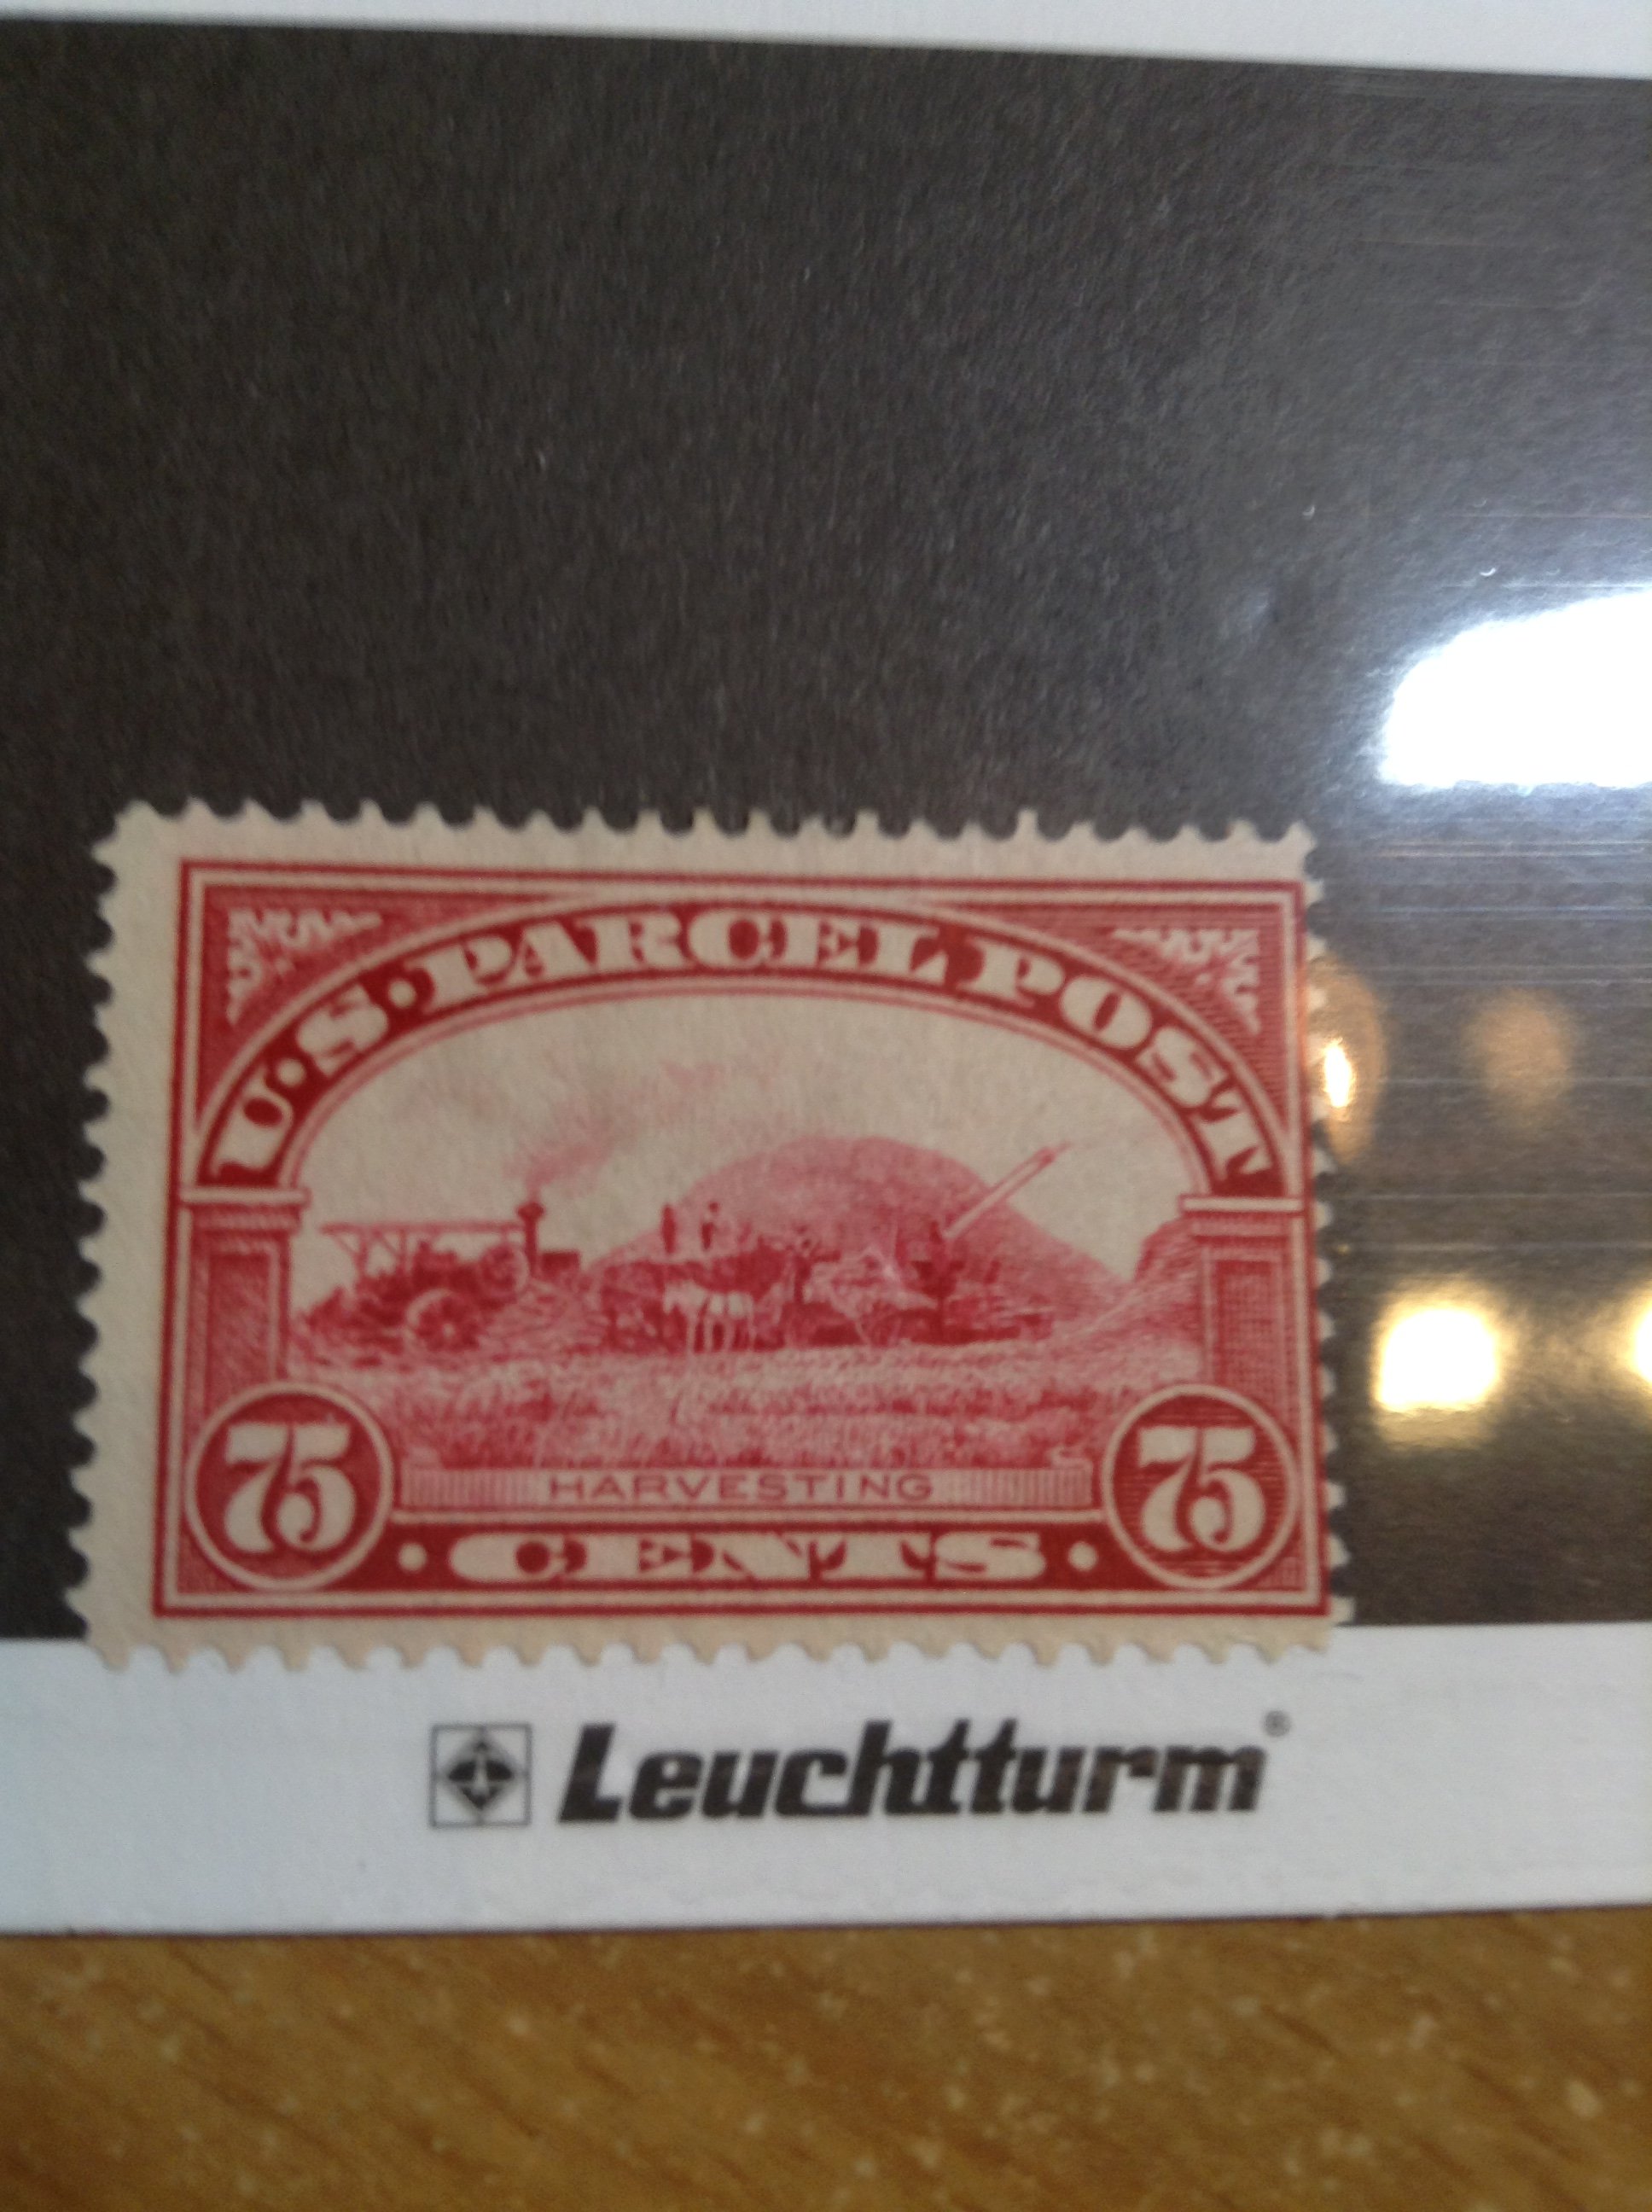 U.S. PARCEL POST
HARVESTING
75 75
• CENTS •
Leuchtturm®